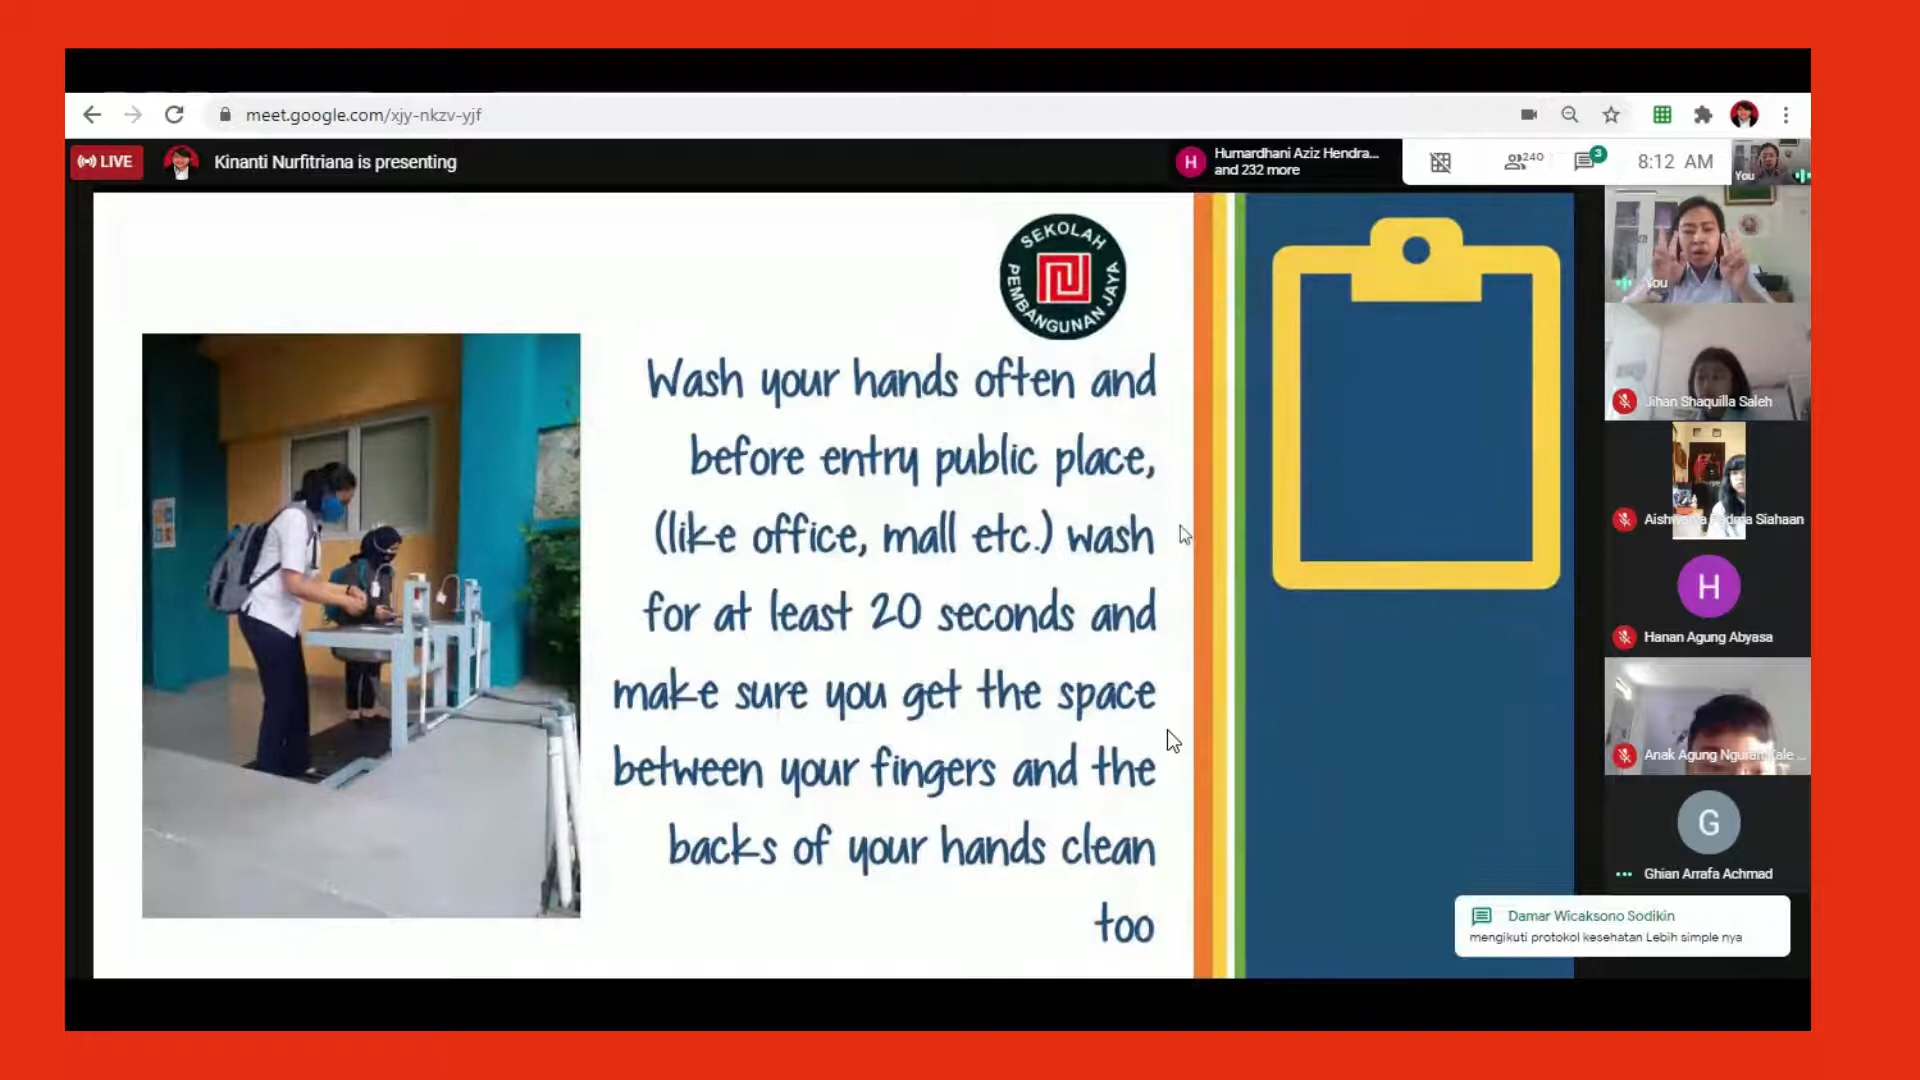 meet.google.com/xjy-nkzv-yjf
LIVE
Kinanti Nurfitriana is presenting
H
Humardhani Aziz Hendra...
and 232 more
240
3
8:12 AM
You
SEKOLAH
PEMBANGUNAN JAYA
Wash your hands often and
before entry public place,
(like office, mall etc.) wash
for at least 20 seconds and
make sure you get the space
between your fingers and the
backs of your hands clean
too
You
Jihan Shaquilla Saleh
Padma Siahaan
H
Hanan Agung Abyasa
Anak Agung
G
Ghian Arrafa Achmad
Damar Wicaksono Sodikin
mengikuti protokol kesehatan Lebih simple nya